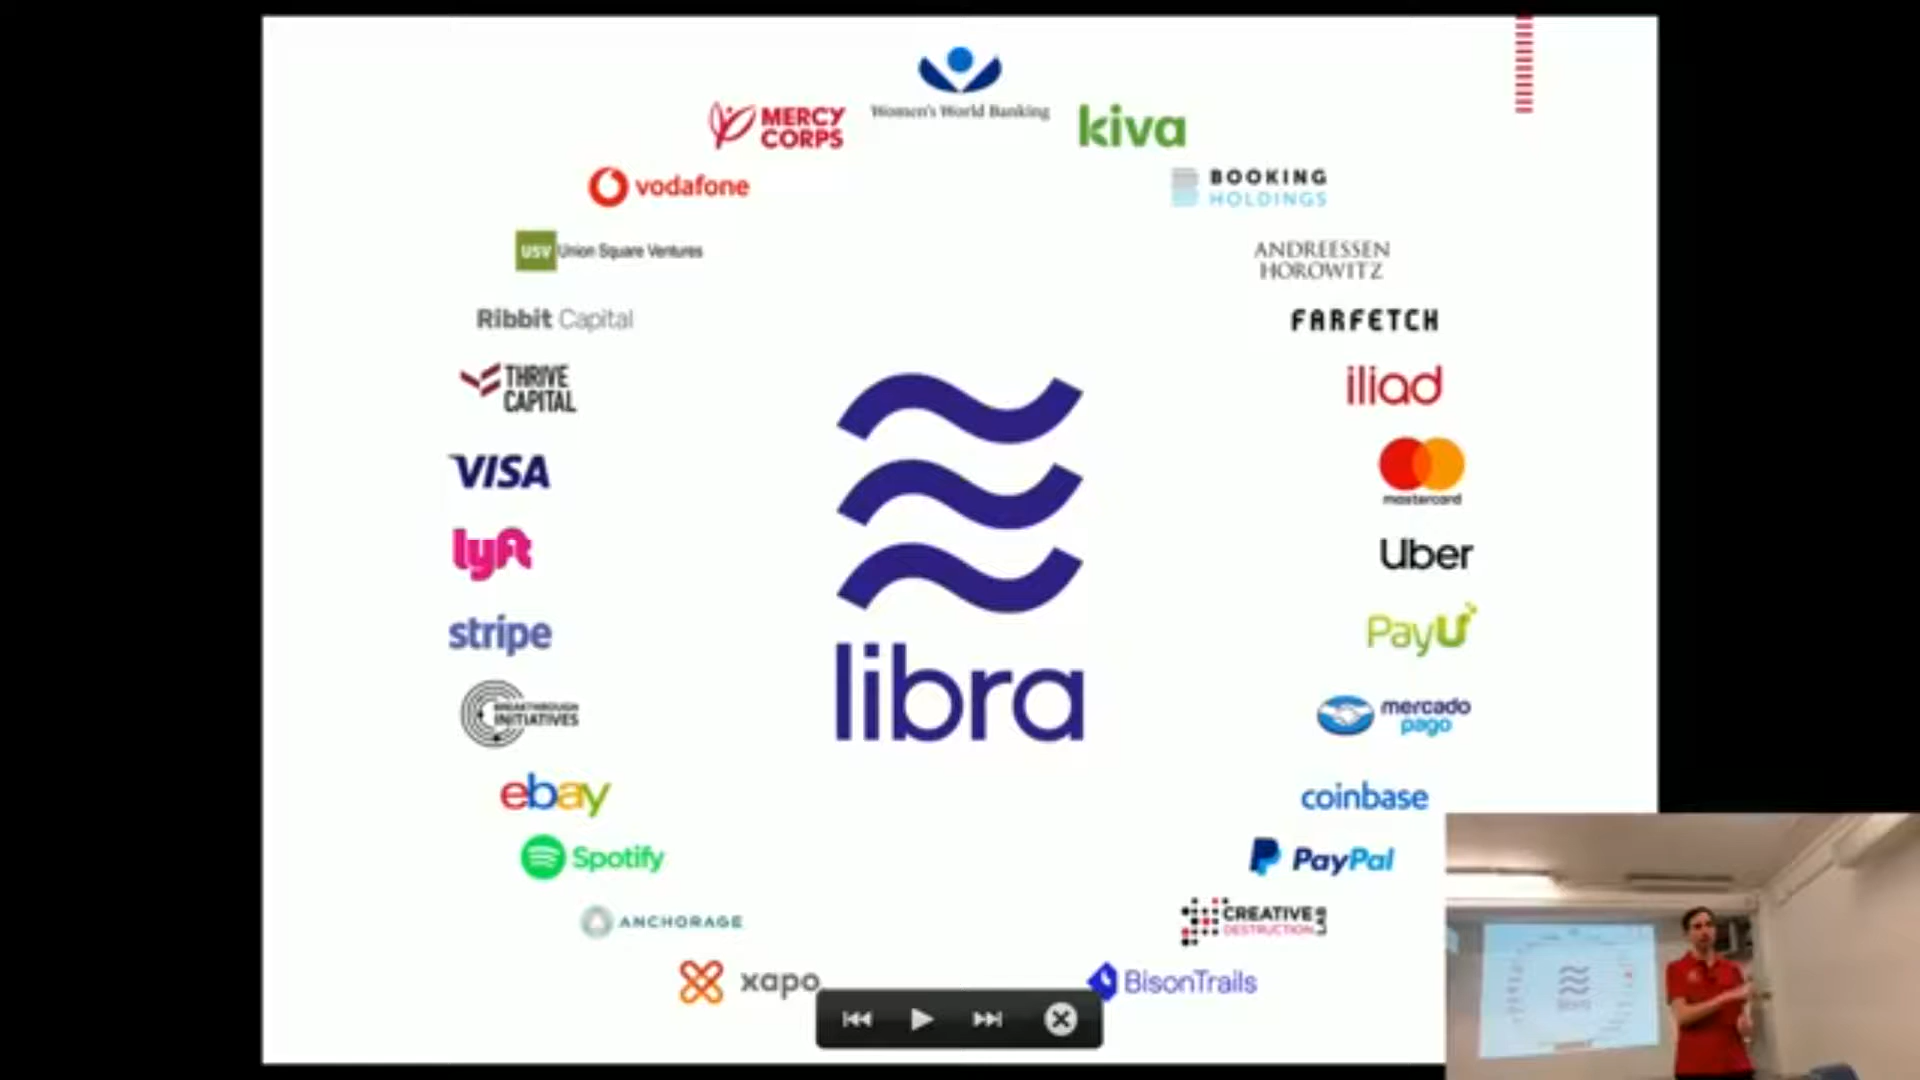 Women's World Banking
MERCY
CORPS
kiva
vodafone
BOOKING
HOLDINGS
USV Union Square Ventures
ANDREESSEN
HOROWITZ
Ribbit Capital
FARFETCH
THRIVE
CAPITAL
iliad
VISA
mastercard
lyft
Uber
stripe
PayU
BREAKTHROUGH
INITIATIVES
mercado
pago
libra
ebay
coinbase
Spotify
PayPal
ANCHORAGE
CREATIVE
DESTRUCTION LAB
xapo
BisonTrails